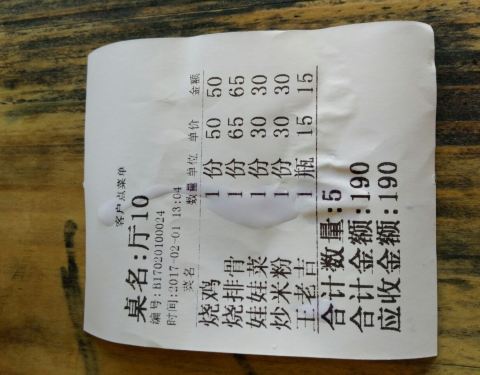 客户点菜单
桌名:厅10
编号:B17020100024
时间:2017-02-01 13:04
菜名 数量 单位 单价 金额
烧鸡 1 份 50 50
烧排骨 1 份 65 65
娃娃菜 1 份 30 30
炒米粉 1 份 30 30
王老吉 1 瓶 15 15
合计数量:5
合计金额:190
应收金额:190